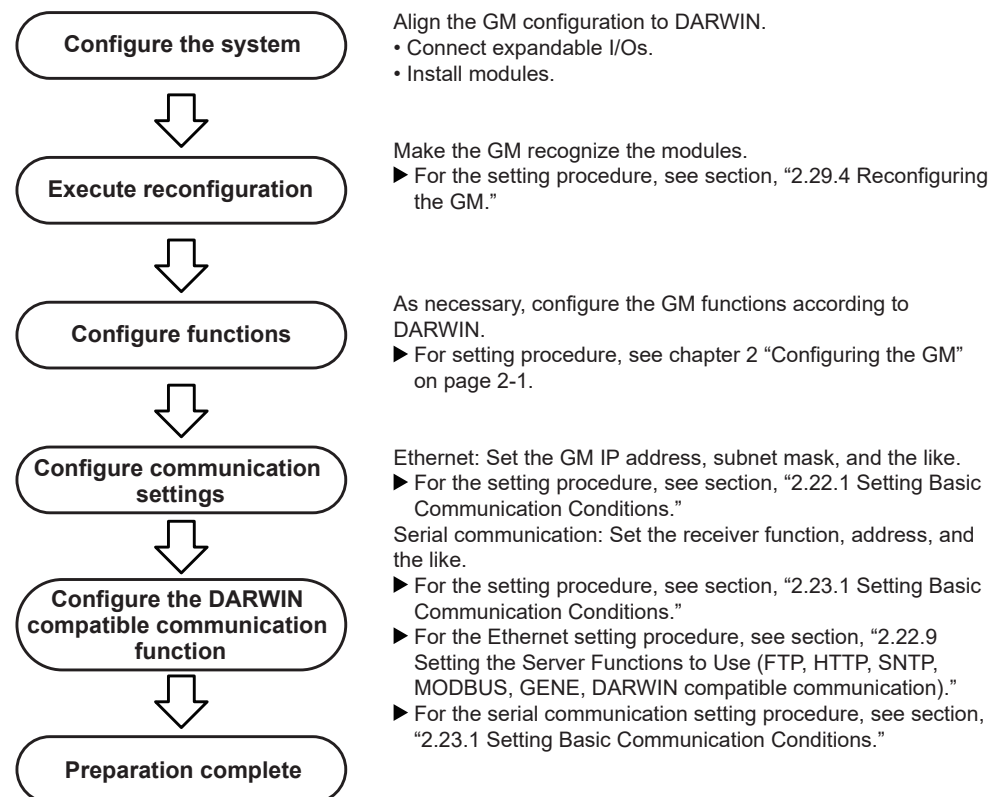 Configure the system
Align the GM configuration to DARWIN.
• Connect expandable I/Os.
• Install modules.
Execute reconfiguration
Make the GM recognize the modules.
▶ For the setting procedure, see section, “2.29.4 Reconfiguring
the GM.”
Configure functions
As necessary, configure the GM functions according to
DARWIN.
▶ For setting procedure, see chapter 2 “Configuring the GM”
on page 2-1.
Configure communication
settings
Ethernet: Set the GM IP address, subnet mask, and the like.
▶ For the setting procedure, see section, “2.22.1 Setting Basic
Communication Conditions.”
Serial communication: Set the receiver function, address, and
the like.
▶ For the setting procedure, see section, “2.23.1 Setting Basic
Communication Conditions.”
Configure the DARWIN
compatible communication
function
▶ For the Ethernet setting procedure, see section, “2.22.9
Setting the Server Functions to Use (FTP, HTTP, SNTP,
MODBUS, GENE, DARWIN compatible communication).”
▶ For the serial communication setting procedure, see section,
“2.23.1 Setting Basic Communication Conditions.”
Preparation complete